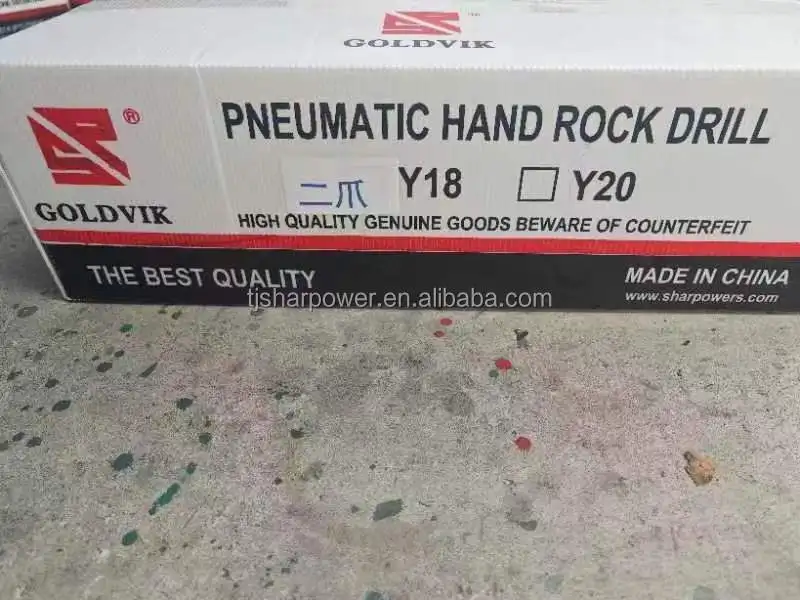 GOLDVIK
PNEUMATIC HAND ROCK DRILL
®
二爪 Y18 Y20
GOLDVIK
HIGH QUALITY GENUINE GOODS BEWARE OF COUNTERFEIT
THE BEST QUALITY
MADE IN CHINA
www.sharpowers.com
tjsharpower.en.alibaba.com